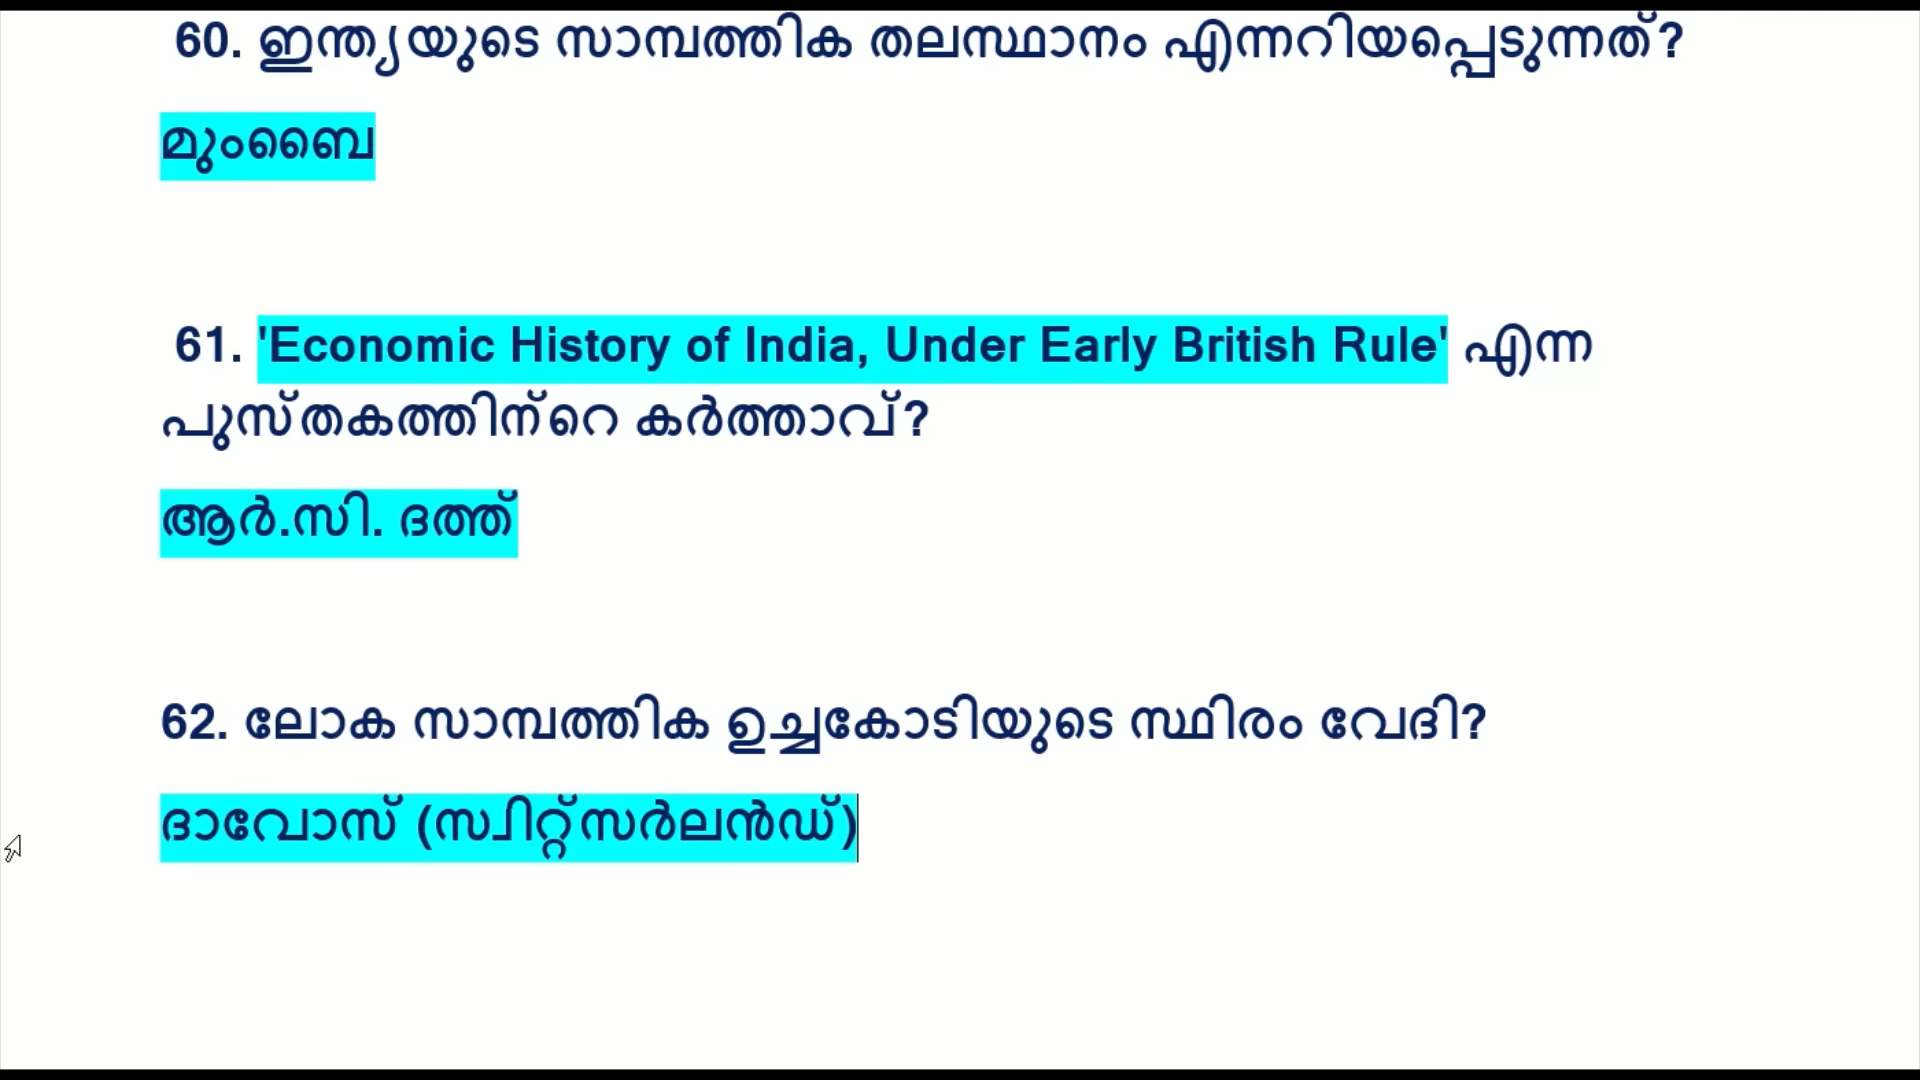 60. ഇന്ത്യയുടെ സാമ്പത്തിക തലസ്ഥാനം എന്നറിയപ്പെടുന്നത്?
മുംബൈ
61. 'Economic History of India, Under Early British Rule' എന്ന
പുസ്തകത്തിന്റെ കർത്താവ്?
ആർ.സി. ദത്ത്
62. ലോക സാമ്പത്തിക ഉച്ചകോടിയുടെ സ്ഥിരം വേദി?
ദാവോസ് (സ്വിറ്റ്സർലൻഡ്)